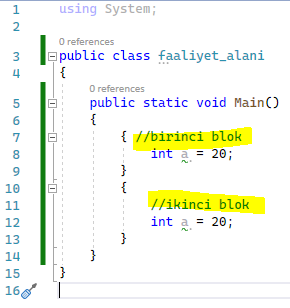 1 using System;
2
0 references
3 public class faaliyet_alani
4 {
0 references
5 public static void Main()
6 {
7 { //birinci blok
8 int a = 20;
9 }
10 {
11 //ikinci blok
12 int a = 20;
13 }
14 }
15 }
16